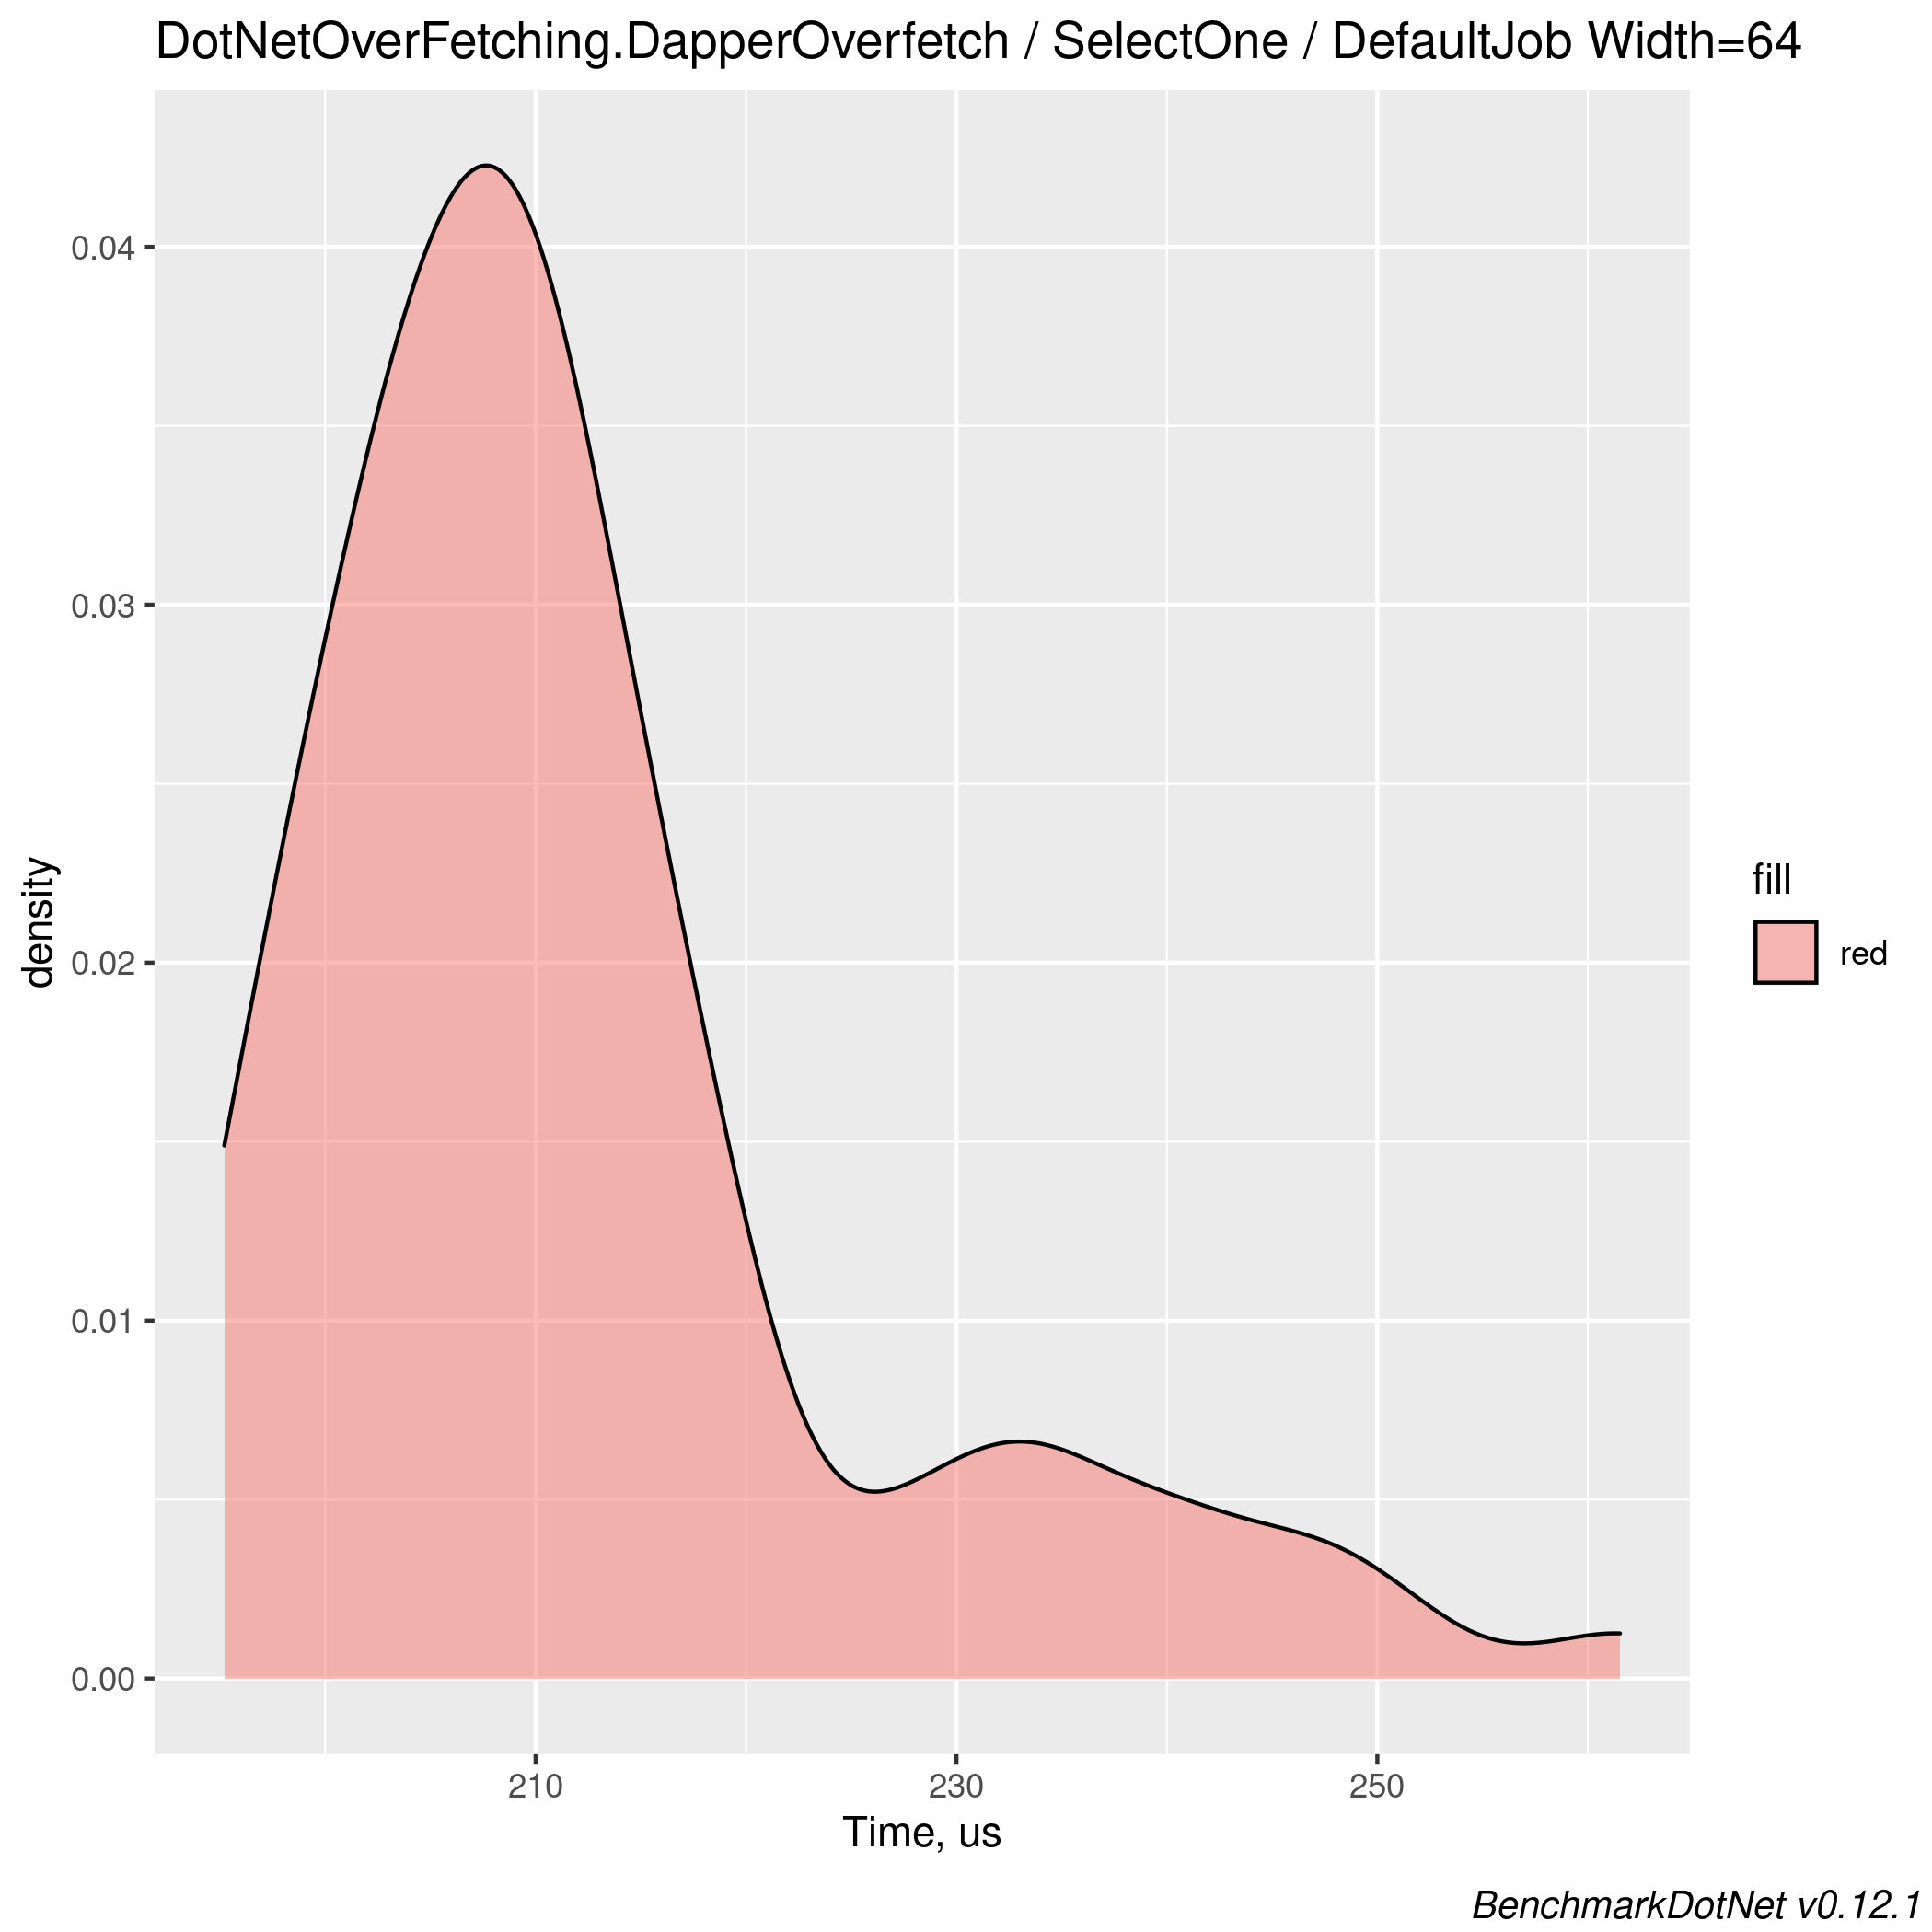 DotNetOverFetching.DapperOverfetch / SelectOne / DefaultJob Width=64
density
0.04
0.03
0.02
0.01
0.00
210 230 250
Time, us
fill
red
BenchmarkDotNet v0.12.1